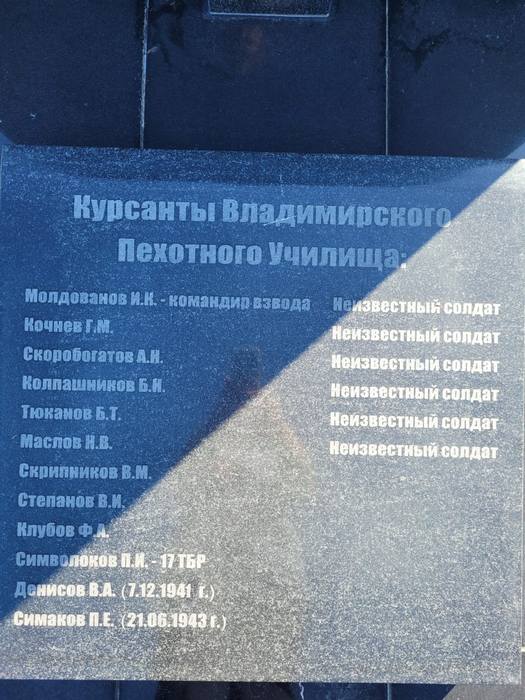 Курсанты Владимирского
Пехотного Училища:
Молдованов И.К. - командир взвода
Кочнев Г.М.
Скоробогатов А.Н.
Колпашников Б.И.
Тюканов Б.Т.
Маслов Н.В.
Скрипников В.М.
Степанов В.И.
Клубов Ф.А.
Символоков П.И. - 17 ТБР
Денисов В.А. (7.12.1941 г.)
Симаков П.Е. (21.06.1943 г.)
Неизвестный солдат
Неизвестный солдат
Неизвестный солдат
Неизвестный солдат
Неизвестный солдат
Неизвестный солдат